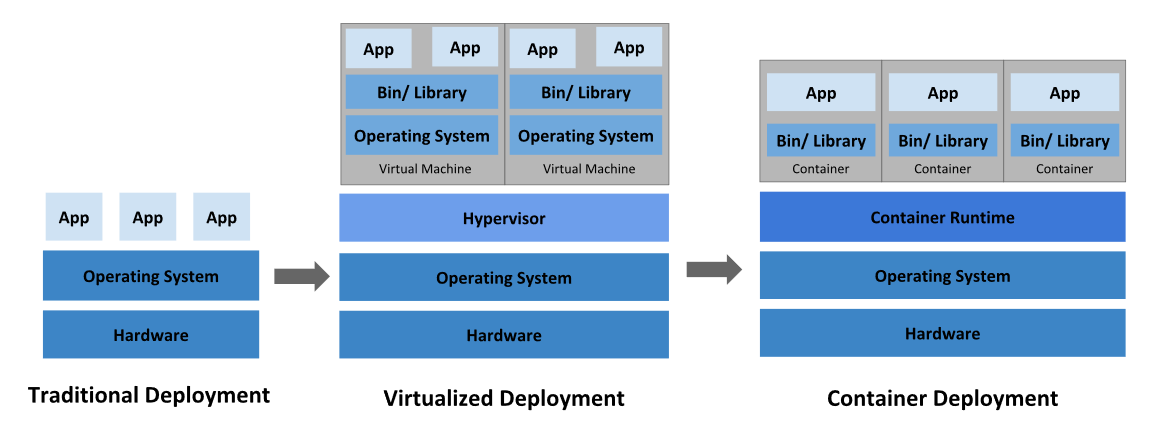 App
App
App
Operating System
Hardware
Traditional Deployment
App
App
Bin/ Library
Operating System
Virtual Machine
App
App
Bin/ Library
Operating System
Virtual Machine
Hypervisor
Operating System
Hardware
Virtualized Deployment
App
Bin/ Library
Container
App
Bin/ Library
Container
App
Bin/ Library
Container
Container Runtime
Operating System
Hardware
Container Deployment